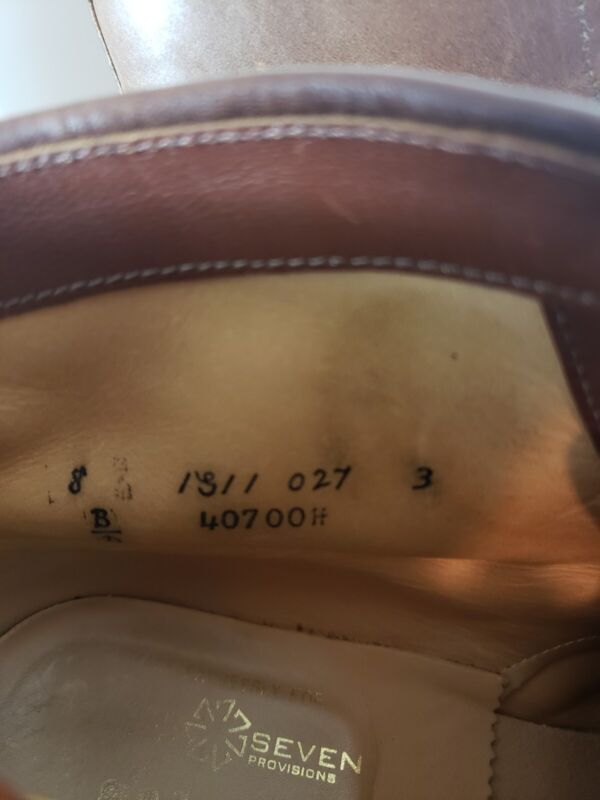 8 1811 027 3
B 40700H
SEVEN
PROVISIONS